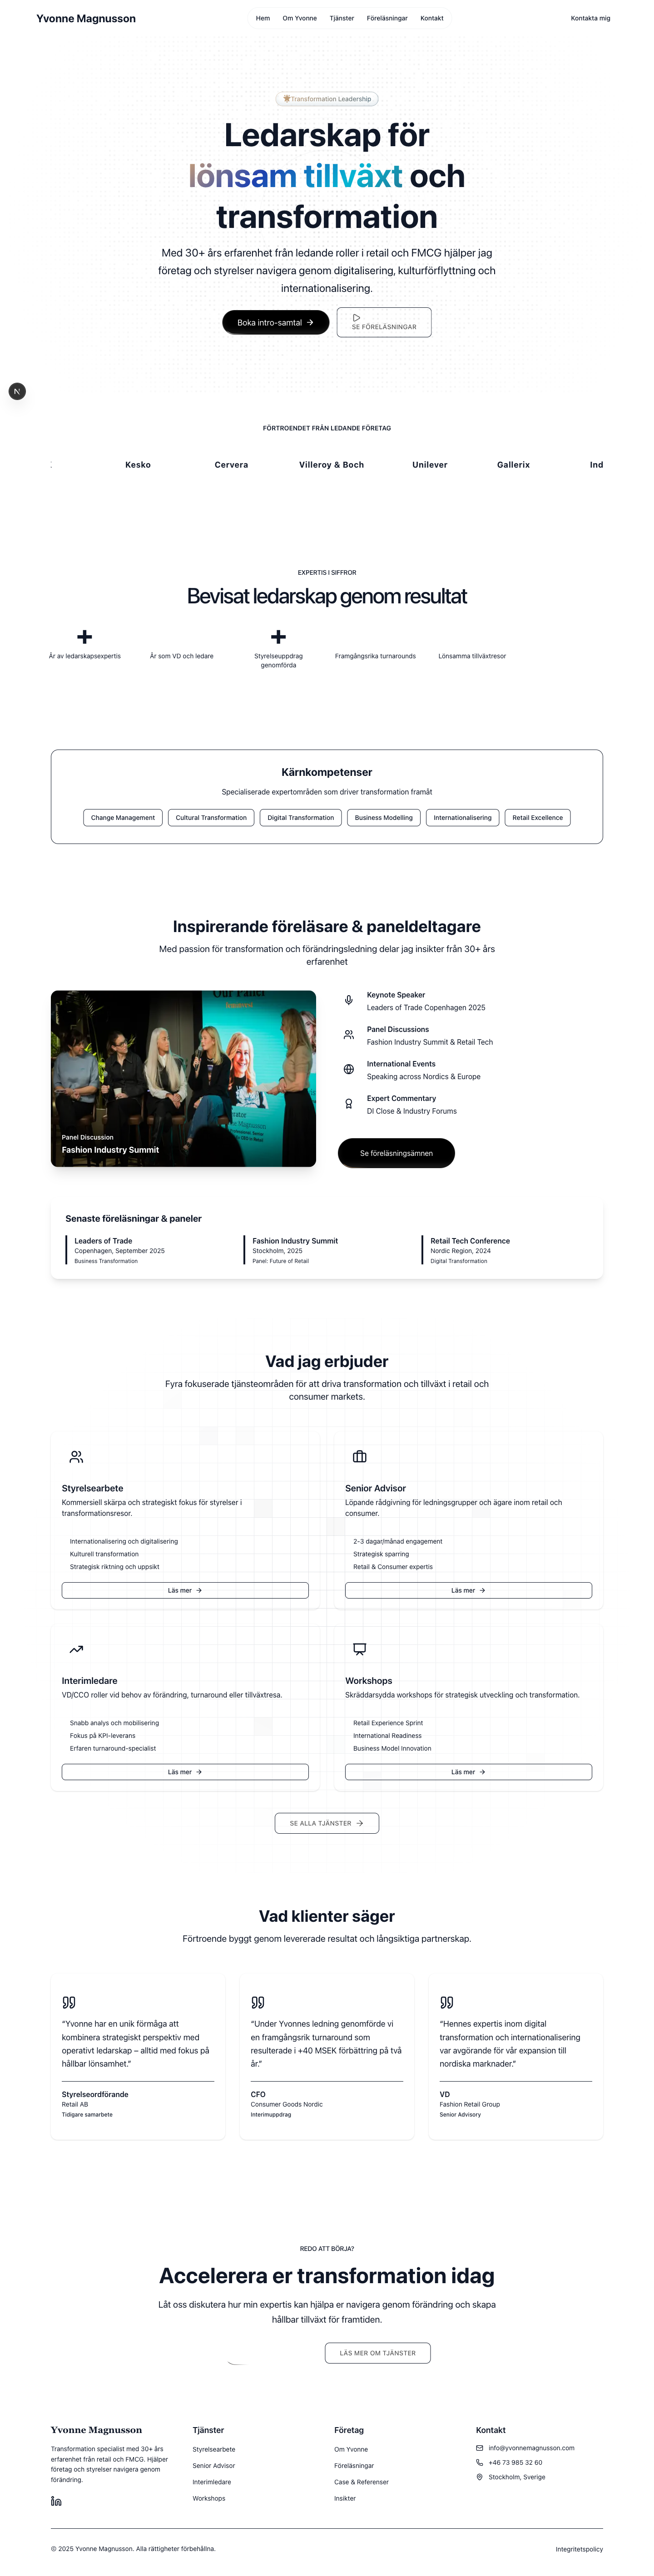 Yvonne Magnusson
Hem Om Yvonne Tjänster Föreläsningar Kontakt
Kontakta mig
Transformation Leadership
Ledarskap för
lönsam tillväxt och
transformation
Med 30+ års erfarenhet från ledande roller i retail och FMCG hjälper jag
företag och styrelser navigera genom digitalisering, kulturförflyttning och
internationalisering.
Boka intro-samtal
SE FÖRELÄSNINGAR
N
FÖRTROENDET FRÅN LEDANDE FÖRETAG
Kesko Cervera Villeroy & Boch Unilever Gallerix Ind
EXPERTIS I SIFFROR
Bevisat ledarskap genom resultat
+ +
År av ledarskapsexpertis
År som VD och ledare
Styrelseuppdrag
genomförda
Framgångsrika turnarounds
Lönsamma tillväxtresor
Kärnkompetenser
Specialiserade expertområden som driver transformation framåt
Change Management Cultural Transformation Digital Transformation Business Modelling Internationalisering Retail Excellence
Inspirerande föreläsare & paneldeltagare
Med passion för transformation och förändringsledning delar jag insikter från 30+ års
erfarenhet
Our Panel
Panel Discussion
Fashion Industry Summit
Keynote Speaker
Leaders of Trade Copenhagen 2025
Panel Discussions
Fashion Industry Summit & Retail Tech
International Events
Speaking across Nordics & Europe
Expert Commentary
DI Close & Industry Forums
Se föreläsningsämnen
Senaste föreläsningar & paneler
Leaders of Trade
Copenhagen, September 2025
Business Transformation
Fashion Industry Summit
Stockholm, 2025
Panel: Future of Retail
Retail Tech Conference
Nordic Region, 2024
Digital Transformation
Vad jag erbjuder
Fyra fokuserade tjänsteområden för att driva transformation och tillväxt i retail och
consumer markets.
Styrelsearbete
Kommersiell skärpa och strategiskt fokus för styrelser i
transformationsresor.
Internationalisering och digitalisering
Kulturell transformation
Strategisk riktning och uppsikt
Läs mer
Senior Advisor
Löpande rådgivning för ledningsgrupper och ägare inom retail och
consumer.
2-3 dagar/månad engagement
Strategisk sparring
Retail & Consumer expertis
Läs mer
Interimledare
VD/CCO roller vid behov av förändring, turnaround eller tillväxtresa.
Snabb analys och mobilisering
Fokus på KPI-leverans
Erfaren turnaround-specialist
Läs mer
Workshops
Skräddarsydda workshops för strategisk utveckling och transformation.
Retail Experience Sprint
International Readiness
Business Model Innovation
Läs mer
SE ALLA TJÄNSTER
Vad klienter säger
Förtroende byggt genom levererade resultat och långsiktiga partnerskap.
"Yvonne har en unik förmåga att
kombinera strategiskt perspektiv med
operativt ledarskap – alltid med fokus på
hållbar lönsamhet."
Styrelseordförande
Retail AB
Tidigare samarbete
"Under Yvonnes ledning genomförde vi
en framgångsrik turnaround som
resulterade i +40 MSEK förbättring på två
år."
CFO
Consumer Goods Nordic
Interimuppdrag
"Hennes expertis inom digital
transformation och internationalisering
var avgörande för vår expansion till
nordiska marknader."
VD
Fashion Retail Group
Senior Advisory
REDO ATT BÖRJA?
Accelerera er transformation idag
Låt oss diskutera hur min expertis kan hjälpa er navigera genom förändring och skapa
hållbar tillväxt för framtiden.
LÄS MER OM TJÄNSTER
Yvonne Magnusson
Transformation specialist med 30+ års
erfarenhet från retail och FMCG. Hjälper
företag och styrelser navigera genom
förändring.
Tjänster
Styrelsearbete
Senior Advisor
Interimledare
Workshops
Företag
Om Yvonne
Föreläsningar
Case & Referenser
Insikter
Kontakt
info@yvonnemagnusson.com
+46 73 985 32 60
Stockholm, Sverige
© 2025 Yvonne Magnusson. Alla rättigheter förbehållna.
Integritetspolicy